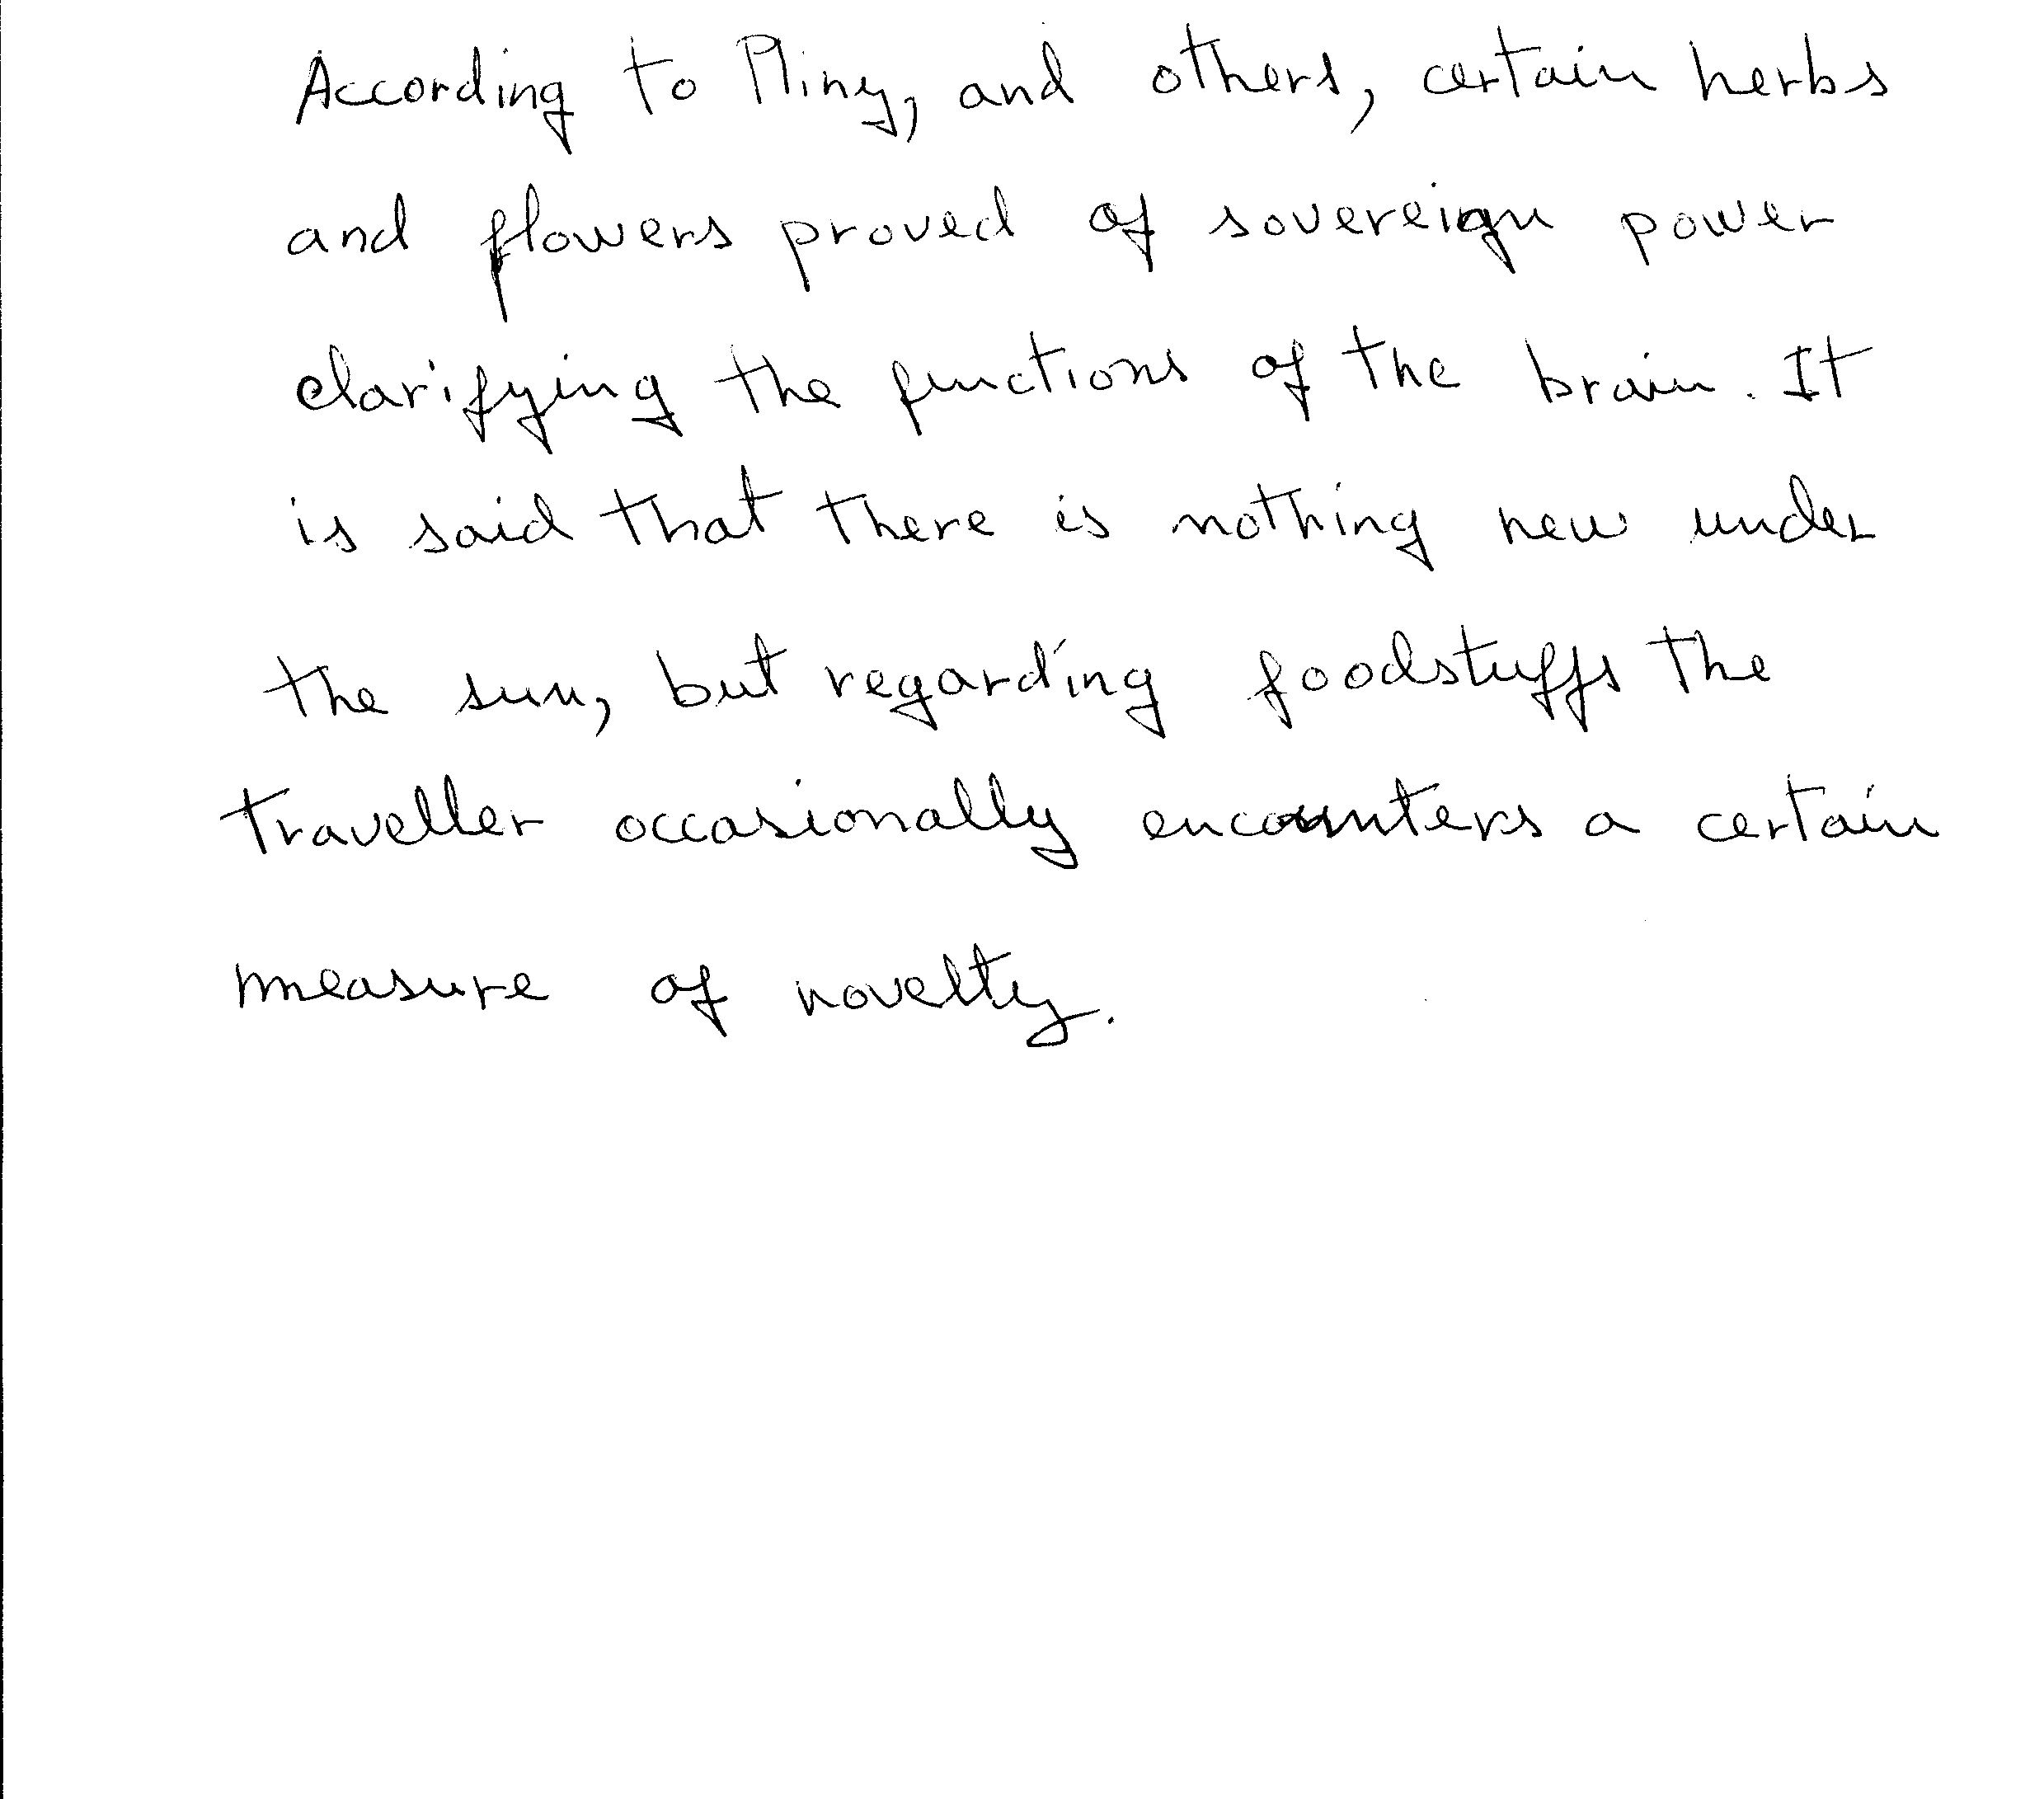 According to Pliny, and others, certain herbs
and flowers proved of sovereign power
clarifying the functions of the brain. It
is said that there is nothing new under
the sun, but regarding foodstuffs the
traveller occasionally encounters a certain
measure of novelty.